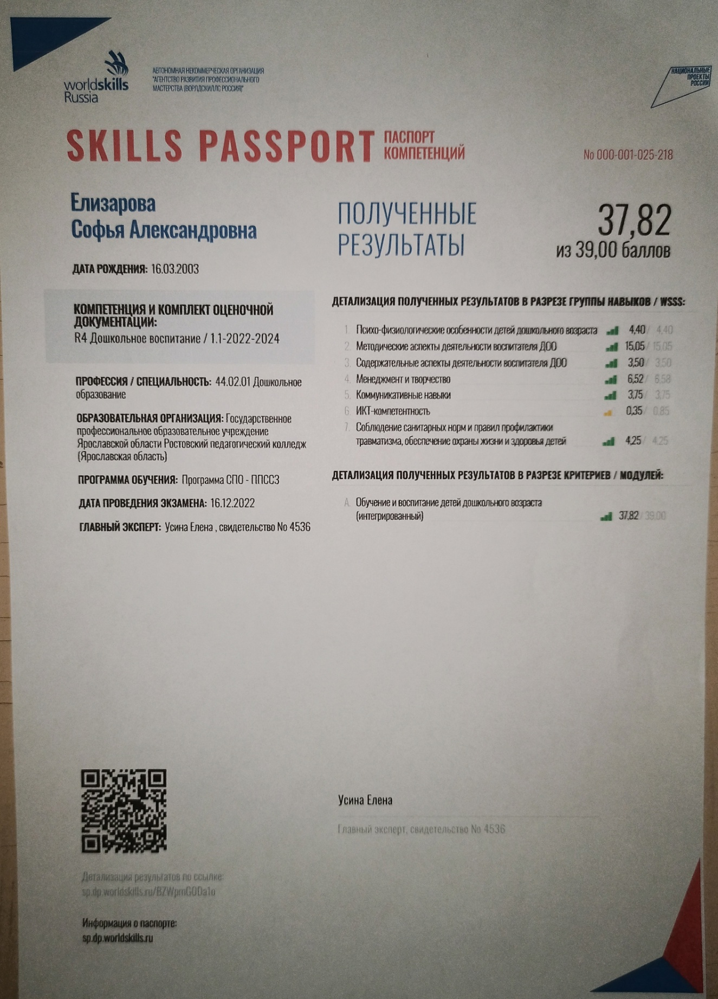 worldskills
Russia
АВТОНОМНАЯ НЕКОММЕРЧЕСКАЯ ОРГАНИЗАЦИЯ
"АГЕНТСТВО РАЗВИТИЯ ПРОФЕССИОНАЛЬНОГО
МАСТЕРСТВА (ВОРЛДСКИЛЛС РОССИЯ)"
НАЦИОНАЛЬНЫЕ
ПРОЕКТЫ
РОССИИ
SKILLS PASSPORT
ПАСПОРТ
КОМПЕТЕНЦИЙ
No 000-001-025-218
Елизарова
Софья Александровна
ДАТА РОЖДЕНИЯ: 16.03.2003
КОМПЕТЕНЦИЯ И КОМПЛЕКТ ОЦЕНОЧНОЙ
ДОКУМЕНТАЦИИ:
R4 Дошкольное воспитание / 1.1-2022-2024
ПРОФЕССИЯ / СПЕЦИАЛЬНОСТЬ: 44.02.01 Дошкольное
образование
ОБРАЗОВАТЕЛЬНАЯ ОРГАНИЗАЦИЯ: Государственное
профессиональное образовательное учреждение
Ярославской области Ростовский педагогический колледж
(Ярославская область)
ПРОГРАММА ОБУЧЕНИЯ: Программа СПО - ППССЗ
ДАТА ПРОВЕДЕНИЯ ЭКЗАМЕНА: 16.12.2022
ГЛАВНЫЙ ЭКСПЕРТ: Усина Елена , свидетельство No 4536
ПОЛУЧЕННЫЕ
РЕЗУЛЬТАТЫ
37,82
из 39,00 баллов
ДЕТАЛИЗАЦИЯ ПОЛУЧЕННЫХ РЕЗУЛЬТАТОВ В РАЗРЕЗЕ ГРУППЫ НАВЫКОВ / WSSS:
1. Психо-физиологические особенности детей дошкольного возраста 4,40 / 4,40
2. Методические аспекты деятельности воспитателя ДОО 15,05 / 15,05
3. Содержательные аспекты деятельности воспитателя ДОО 3,50 / 3,50
4. Менеджмент и творчество 6,52 / 6,58
5. Коммуникативные навыки 3,75 / 3,75
6. ИКТ-компетентность 0,35 / 0,85
7. Соблюдение санитарных норм и правил профилактики
травматизма, обеспечение охраны жизни и здоровья детей 4,25 / 4,25
ДЕТАЛИЗАЦИЯ ПОЛУЧЕННЫХ РЕЗУЛЬТАТОВ В РАЗРЕЗЕ КРИТЕРИЕВ / МОДУЛЕЙ:
A. Обучение и воспитание детей дошкольного возраста
(интегрированный) 37,82 / 39,00
Детализация результатов по ссылке:
sp.dp.worldskills.ru/BZWpmGODa1o
Информация о паспорте:
sp.dp.worldskills.ru
Усина Елена
Главный эксперт, свидетельство No 4536